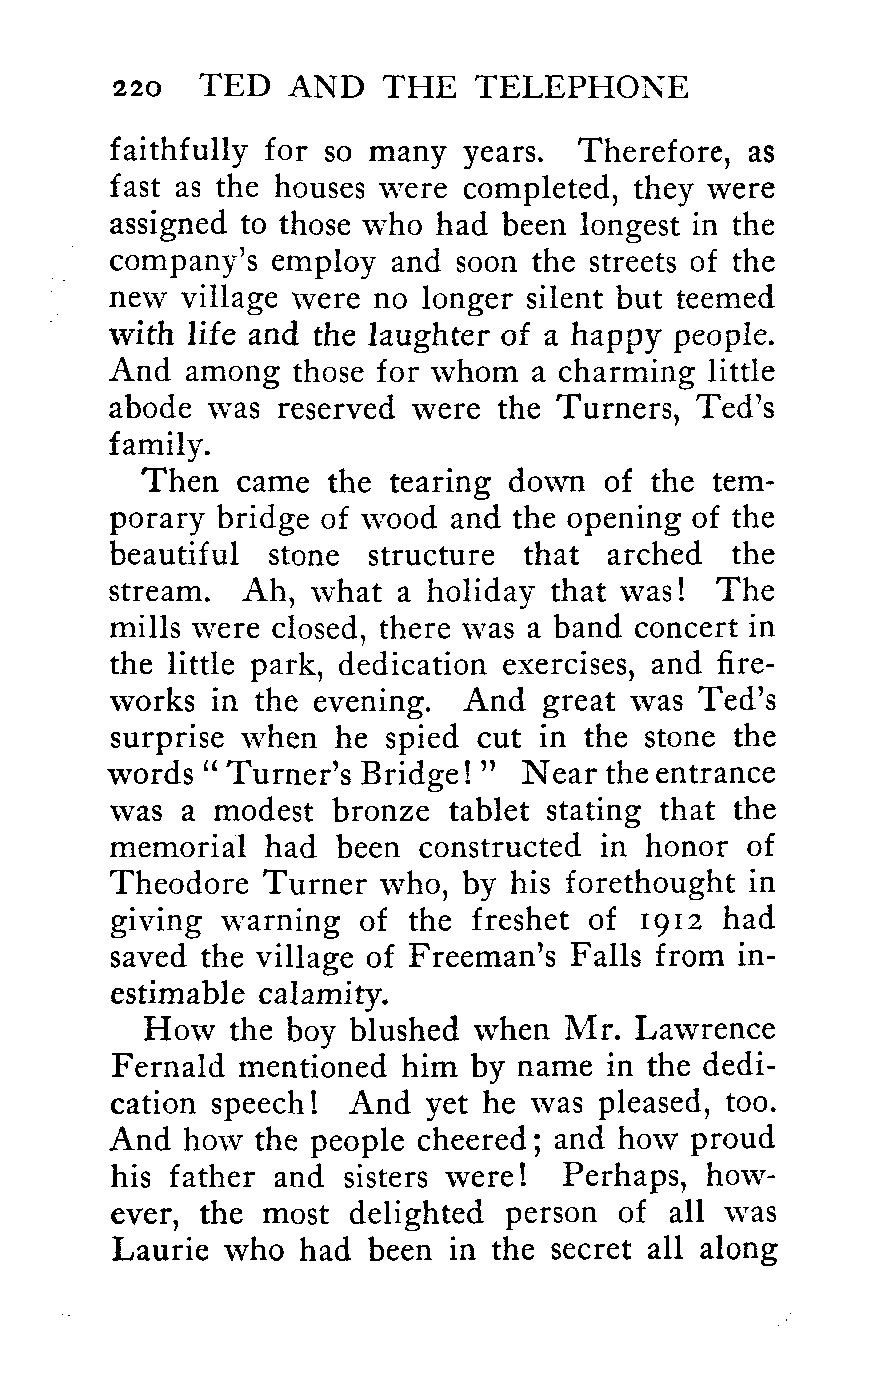 220 TED AND THE TELEPHONE
faithfully for so many years. Therefore, as
fast as the houses were completed, they were
assigned to those who had been longest in the
company's employ and soon the streets of the
new village were no longer silent but teemed
with life and the laughter of a happy people.
And among those for whom a charming little
abode was reserved were the Turners, Ted's
family.
Then came the tearing down of the tem-
porary bridge of wood and the opening of the
beautiful stone structure that arched the
stream. Ah, what a holiday that was! The
mills were closed, there was a band concert in
the little park, dedication exercises, and fire-
works in the evening. And great was Ted's
surprise when he spied cut in the stone the
words " Turner's Bridge! " Near the entrance
was a modest bronze tablet stating that the
memorial had been constructed in honor of
Theodore Turner who, by his forethought in
giving warning of the freshet of 1912 had
saved the village of Freeman's Falls from in-
estimable calamity.
How the boy blushed when Mr. Lawrence
Fernald mentioned him by name in the dedi-
cation speech! And yet he was pleased, too.
And how the people cheered; and how proud
his father and sisters were! Perhaps, how-
ever, the most delighted person of all was
Laurie who had been in the secret all along